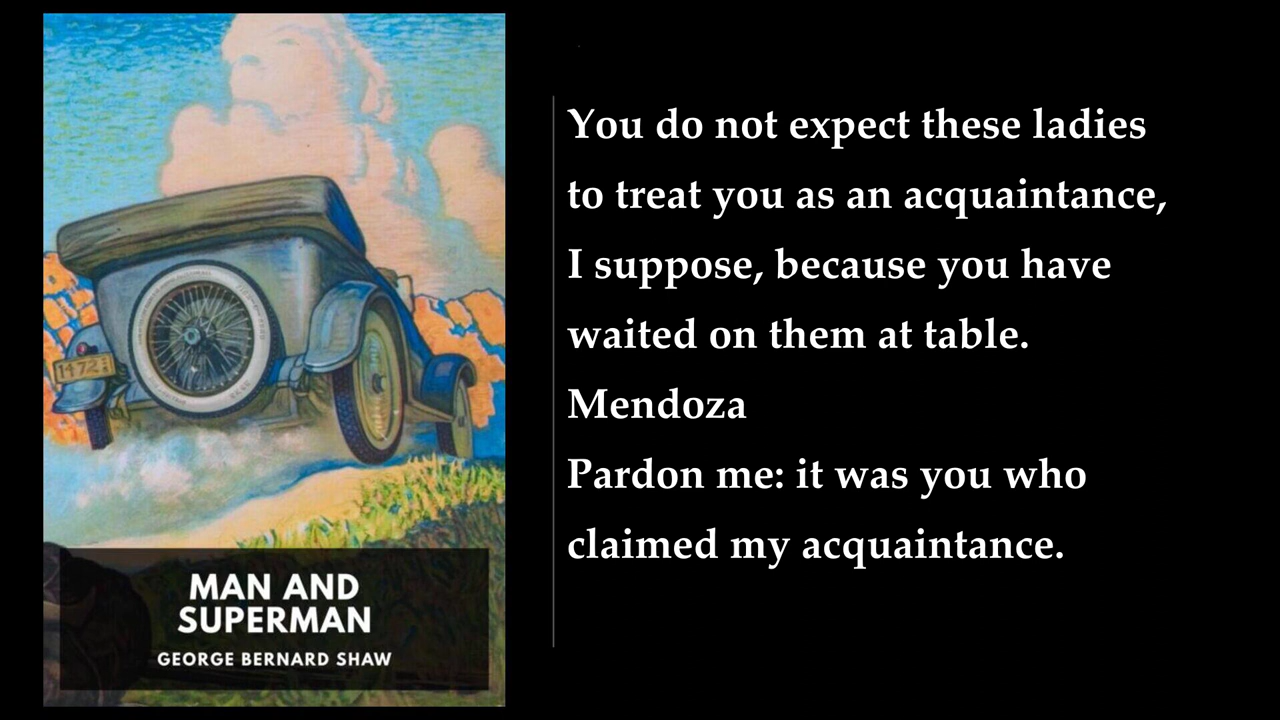 You do not expect these ladies
to treat you as an acquaintance,
I suppose, because you have
waited on them at table.
Mendoza
Pardon me: it was you who
claimed my acquaintance.
1472
MAN AND
SUPERMAN
GEORGE BERNARD SHAW